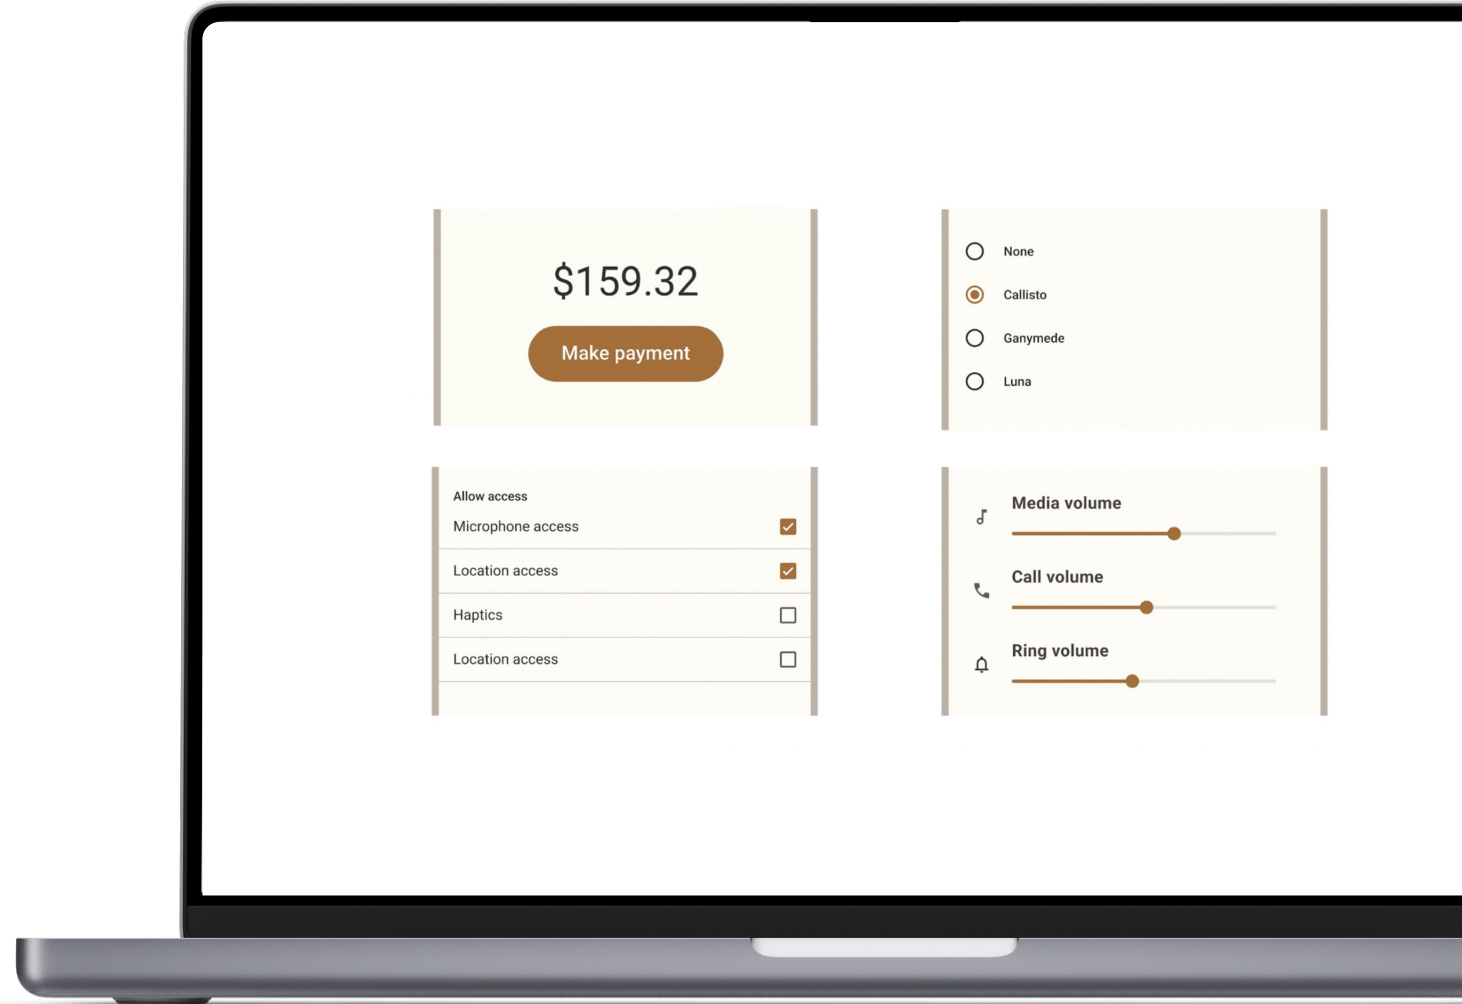 $159.32
Make payment
None
Callisto
Ganymede
Luna
Allow access
Microphone access
Location access
Haptics
Location access
Media volume
Call volume
Ring volume